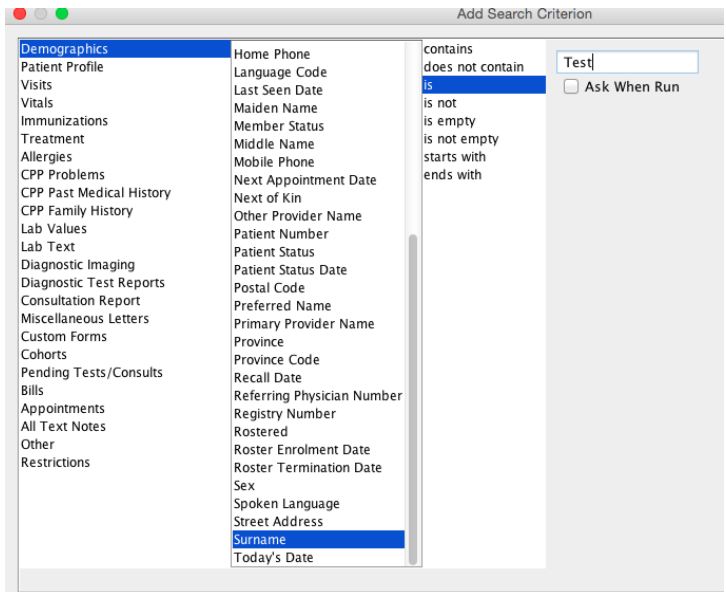 Add Search Criterion
Demographics
Patient Profile
Visits
Vitals
Immunizations
Treatment
Allergies
CPP Problems
CPP Past Medical History
CPP Family History
Lab Values
Lab Text
Diagnostic Imaging
Diagnostic Test Reports
Consultation Report
Miscellaneous Letters
Custom Forms
Cohorts
Pending Tests/Consults
Bills
Appointments
All Text Notes
Other
Restrictions
Home Phone
Language Code
Last Seen Date
Maiden Name
Member Status
Middle Name
Mobile Phone
Next Appointment Date
Next of Kin
Other Provider Name
Patient Number
Patient Status
Patient Status Date
Postal Code
Preferred Name
Primary Provider Name
Province
Province Code
Recall Date
Referring Physician Number
Registry Number
Rostered
Roster Enrolment Date
Roster Termination Date
Sex
Spoken Language
Street Address
Surname
Today's Date
contains
does not contain
is
is not
is empty
is not empty
starts with
ends with
Test
Ask When Run